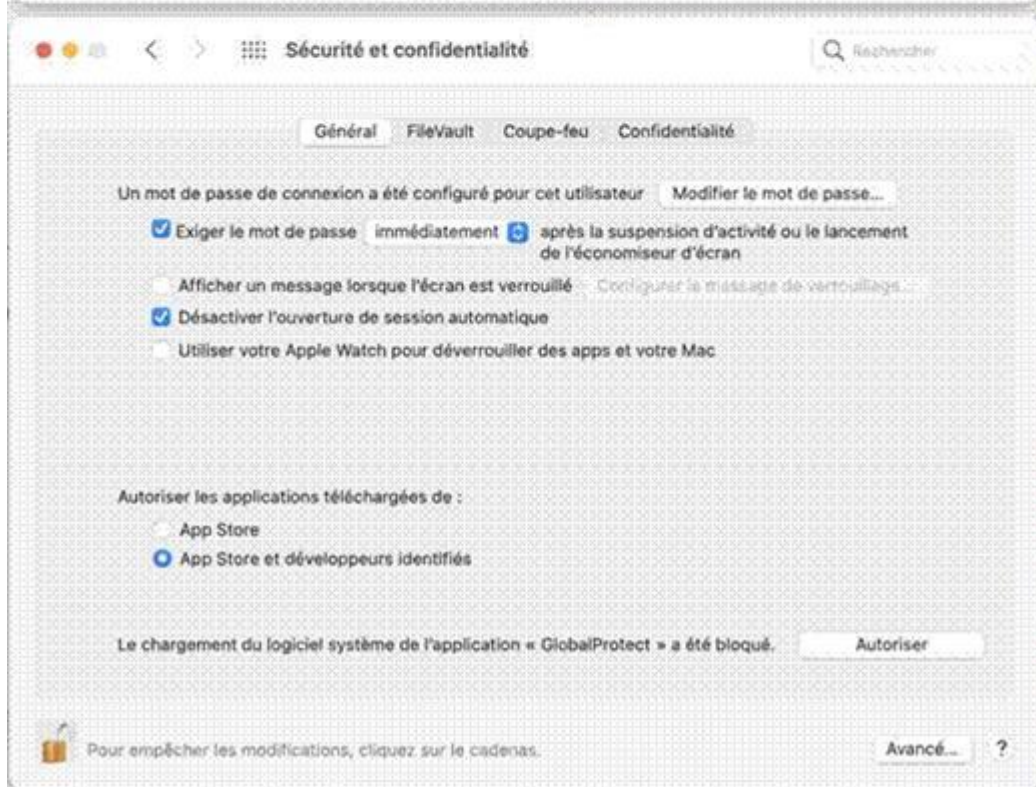 Sécurité et confidentialité
Rechercher
Général FileVault Coupe-feu Confidentialité
Un mot de passe de connexion a été configuré pour cet utilisateur Modifier le mot de passe...
Exiger le mot de passe immédiatement après la suspension d'activité ou le lancement
de l'économiseur d'écran
Afficher un message lorsque l'écran est verrouillé Configurer le message de verrouillage...
Désactiver l'ouverture de session automatique
Utiliser votre Apple Watch pour déverrouiller des apps et votre Mac
Autoriser les applications téléchargées de :
App Store
App Store et développeurs identifiés
Le chargement du logiciel système de l'application « GlobalProtect » a été bloqué. Autoriser
Pour empêcher les modifications, cliquez sur le cadenas.
Avancé... ?